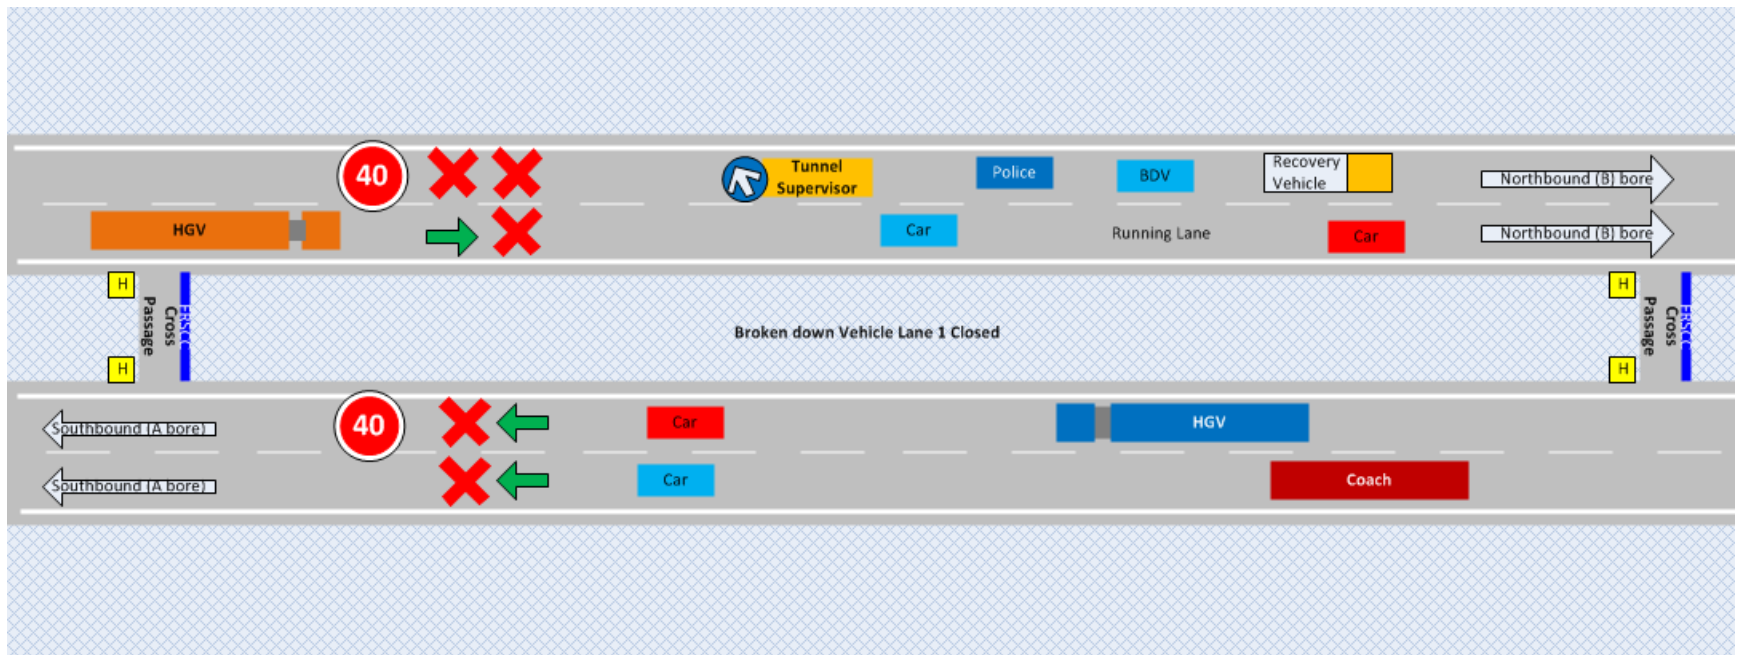 40
Tunnel
Supervisor
Police
BDV
Recovery
Vehicle
Northbound (B) bore
HGV
Car
Running Lane
Car
Northbound (B) bore
H
Cross
Passage
H
Broken down Vehicle Lane 1 Closed
H
Cross
Passage
H
Southbound (A bore)
40
Car
HGV
Southbound (A bore)
Car
Coach